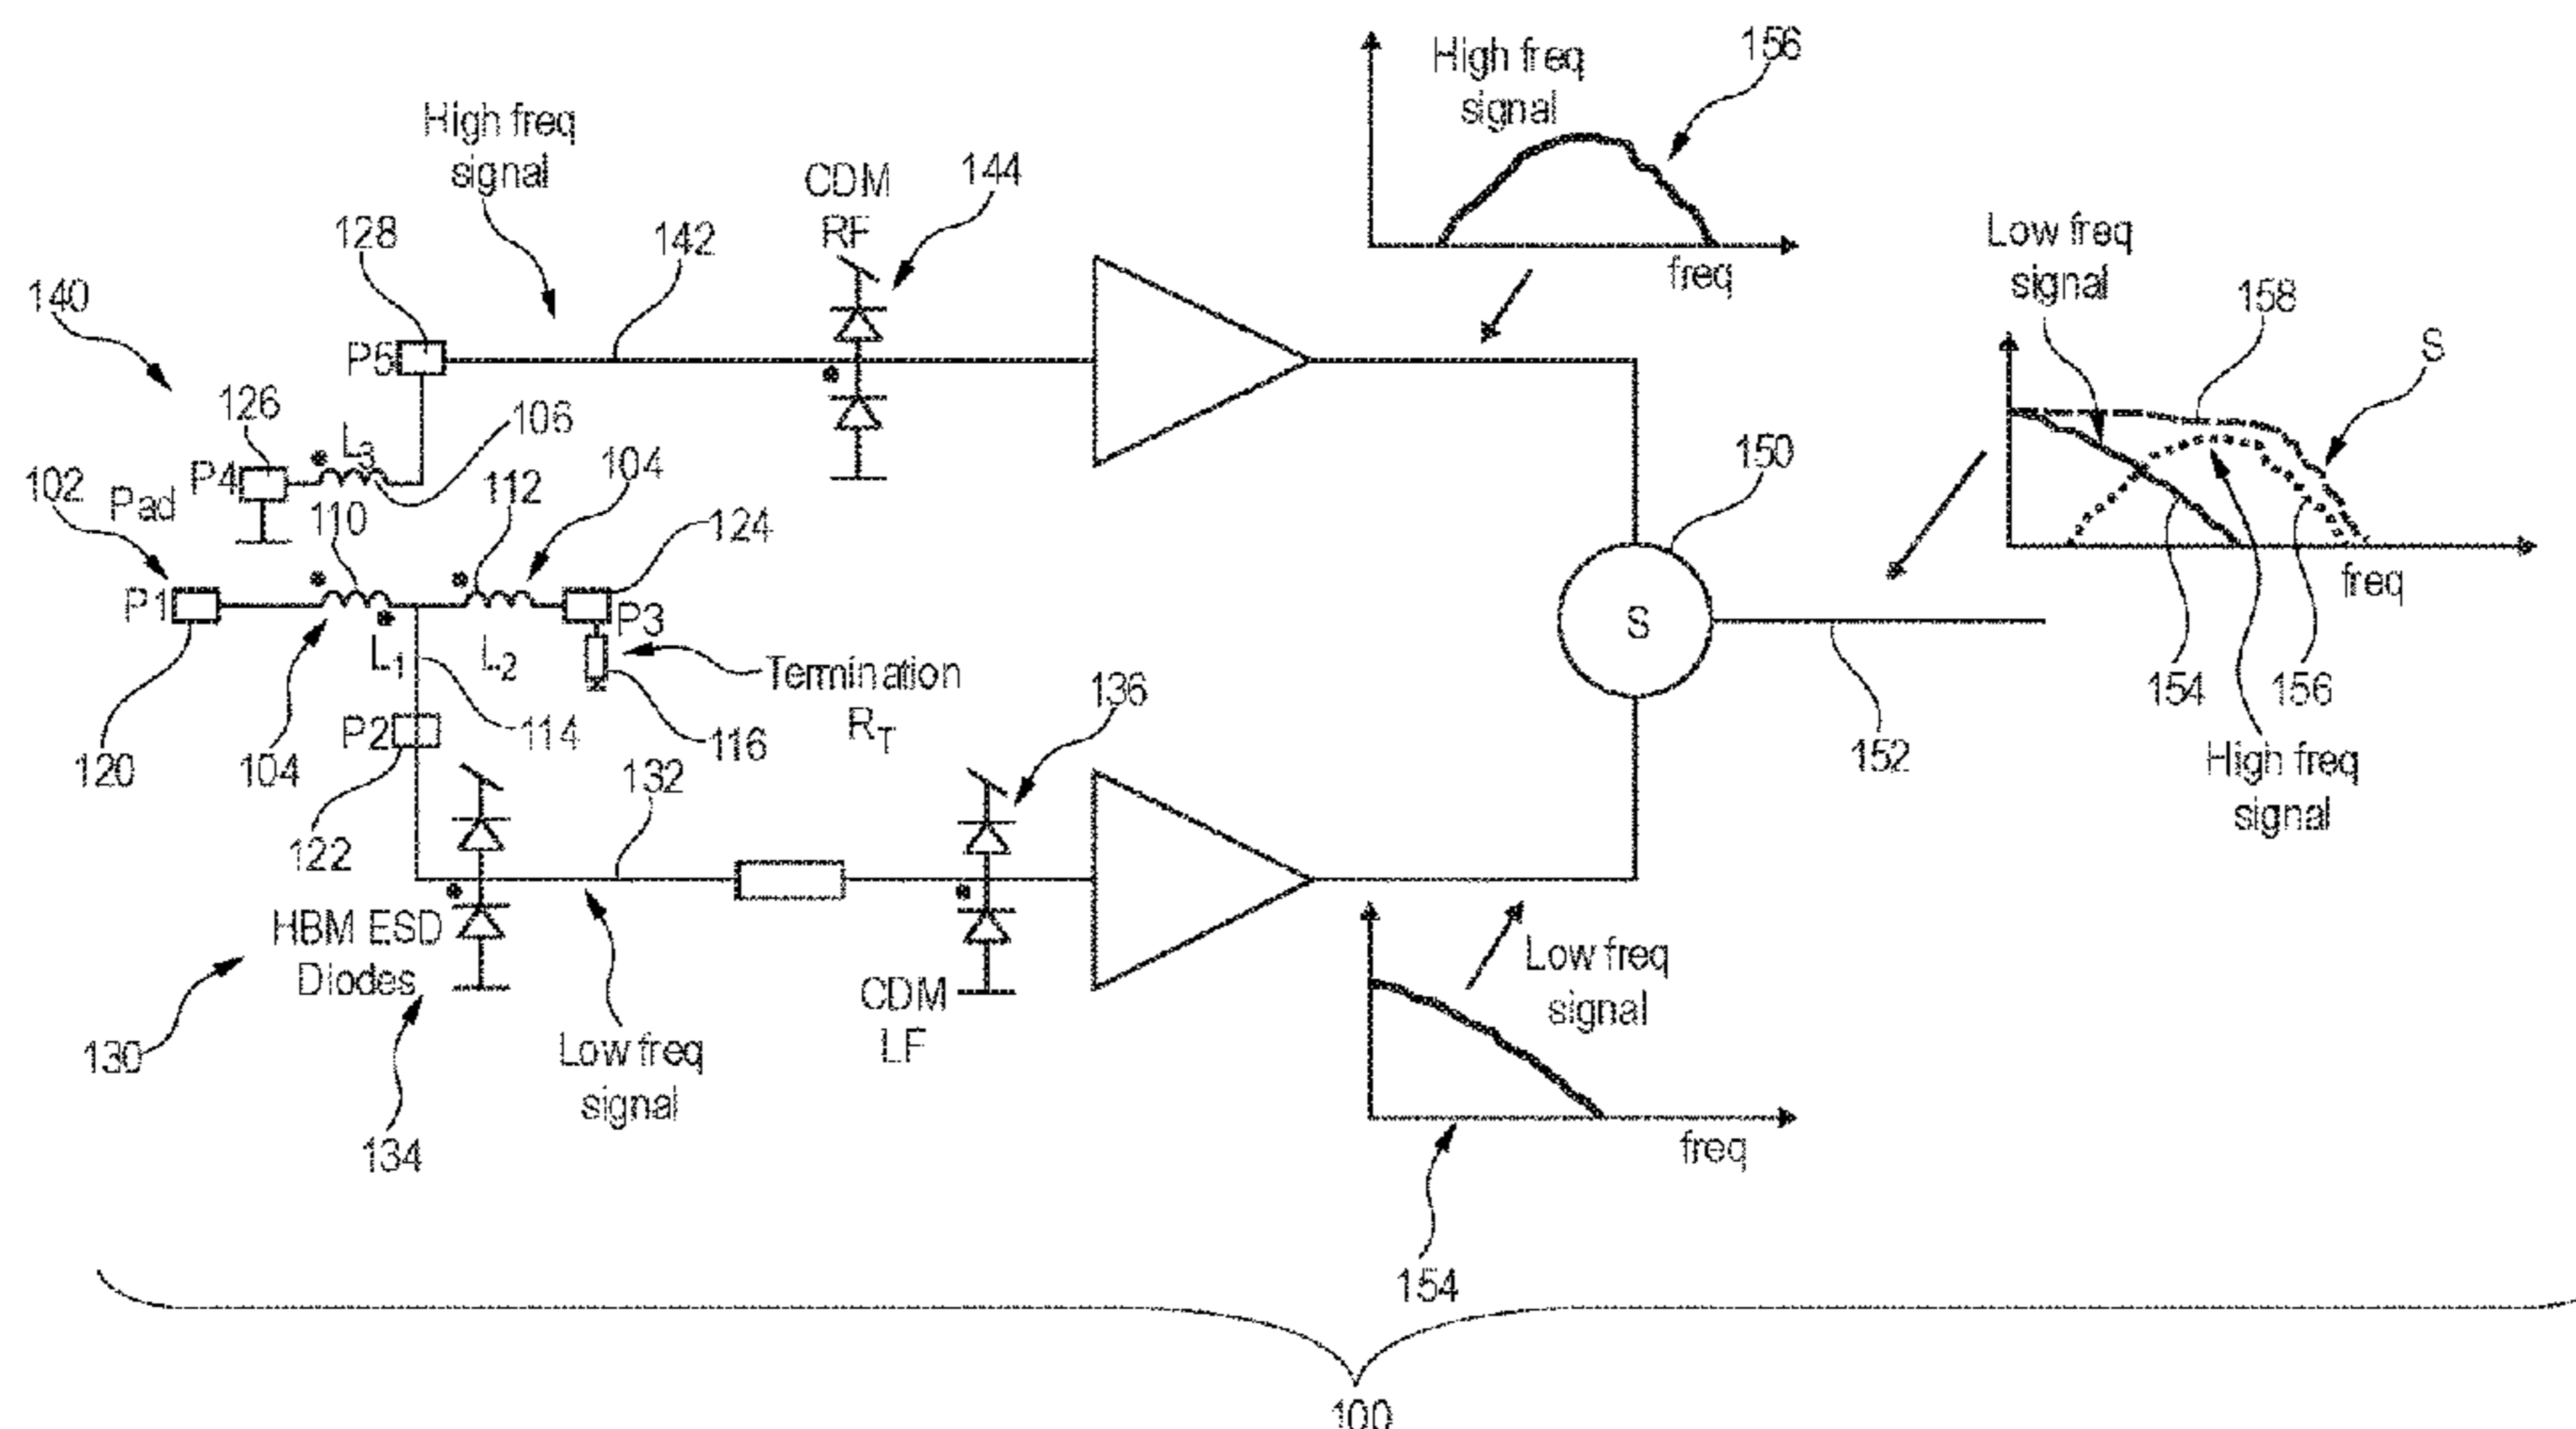 High freq
signal
156
freq
High freq
signal
128
142
CDM
RF
144
140
P5
126
L3
106
P4
102
Pad
110
112
104
124
P1
L1
L2
P3
Termination
RT
116
114
P2
120
104
122
132
136
150
S
152
Low freq
signal
158
S
freq
154
156
High freq
signal
HBM ESD
Diodes
130
134
Low freq
signal
CDM
LF
Low freq
signal
freq
154
100